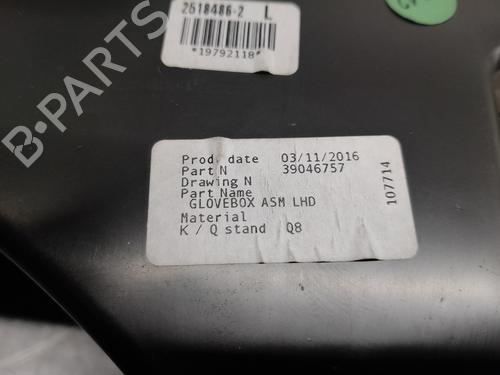 2518486-2 L
*19792118*
Prod. date 03/11/2016
Part N 39046757
Drawing N
Part Name
GLOVEBOX ASM LHD
Material
K / Q stand Q8
107714
B-PARTS